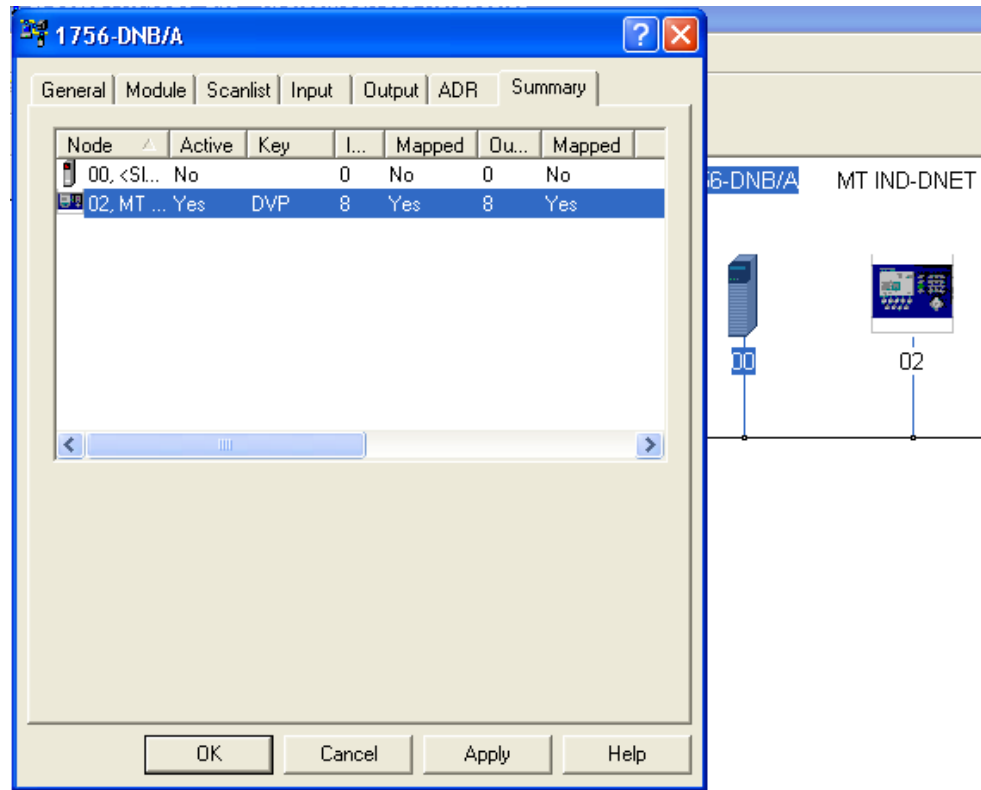 1756-DNB/A
General Module Scanlist Input Output ADR Summary
Node Active Key I... Mapped Ou... Mapped
00, <Sl... No 0 No 0 No
02, MT ... Yes DVP 8 Yes 8 Yes
OK Cancel Apply Help
6-DNB/A MT IND-DNET
00 02